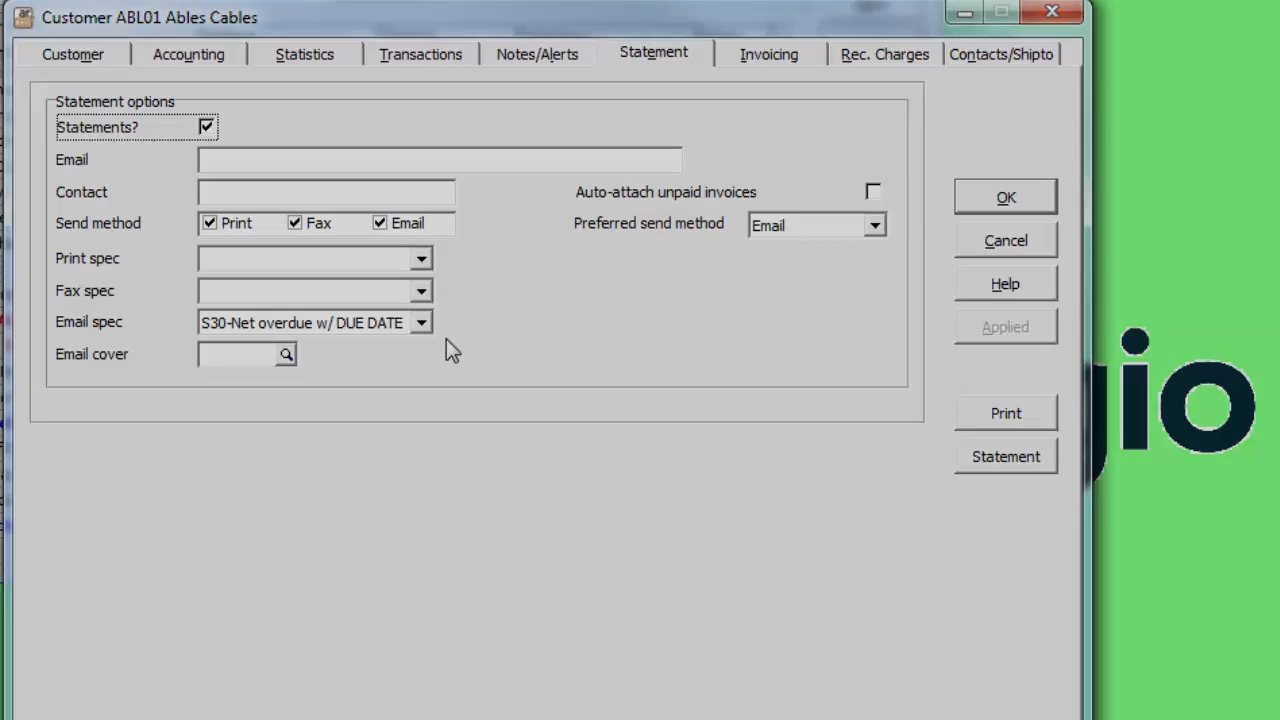 ar
Customer ABL01 Ables Cables
Customer Accounting Statistics Transactions Notes/Alerts Statement Invoicing Rec. Charges Contacts/Shipto
Statement options
Statements?
Email
Contact Auto-attach unpaid invoices
Send method Print Fax Email Preferred send method Email
Print spec
Fax spec
Email spec S30-Net overdue w/ DUE DATE
Email cover
OK
Cancel
Help
Applied
Print
Statement
gio